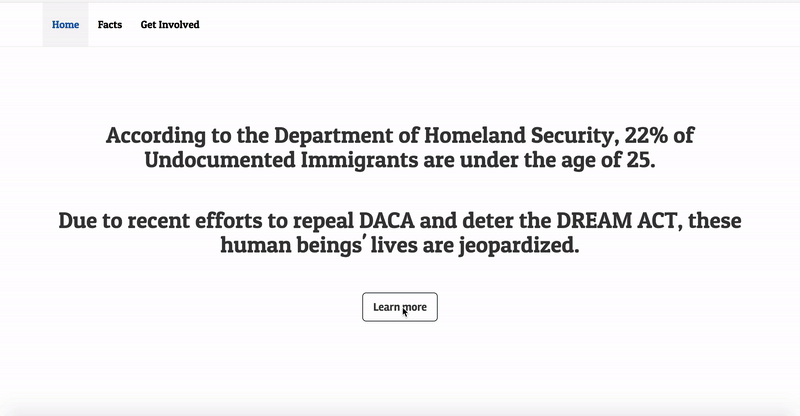 Home Facts Get Involved
According to the Department of Homeland Security, 22% of
Undocumented Immigrants are under the age of 25.
Due to recent efforts to repeal DACA and deter the DREAM ACT, these
human beings' lives are jeopardized.
Learn more